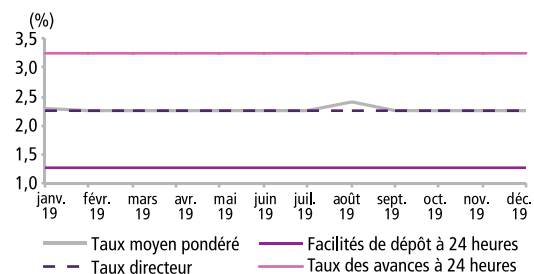 (%)
3,5
3,0
2,5
2,0
1,5
1,0
janv. févr. mars avr. mai juin juil. août sept. oct. nov. déc.
19 19 19 19 19 19 19 19 19 19 19 19
Taux moyen pondéré Facilités de dépôt à 24 heures
Taux directeur Taux des avances à 24 heures